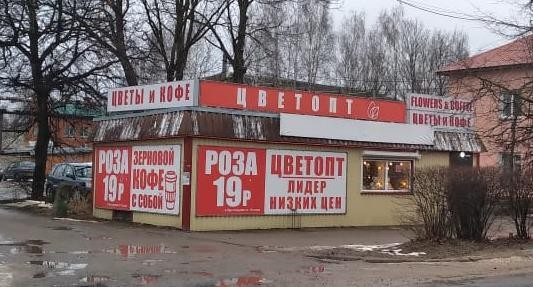 ЦВЕТЫ И КОФЕ
ЦВЕТОПТ
FLOWERS & COFFEE
ЦВЕТЫ И КОФЕ
РОЗА
19Р
ЗЕРНОВОЙ
КОФЕ
С СОБОЙ
РОЗА
19Р
ЦВЕТОПТ
ЛИДЕР
НИЗКИХ ЦЕН